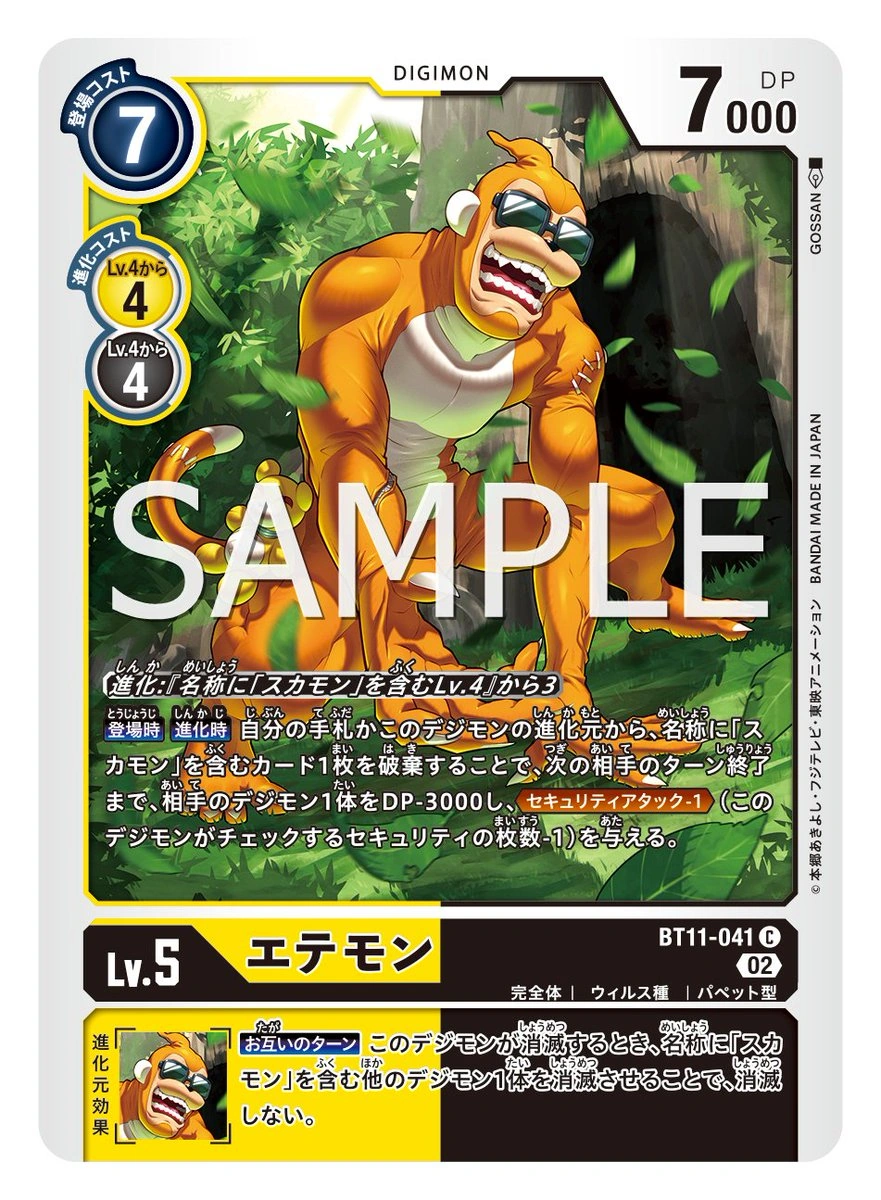 DIGIMON
登場コスト
7
7000
DP
進化コスト
Lv.4から
4
Lv.4から
4
GOSSAN
SAMPLE
進化:『名称に「スカモン」を含むLv.4』から3
登場時 進化時 自分の手札かこのデジモンの進化元から、名称に「ス
カモン」を含むカード1枚を破棄することで、次の相手のターン終了
まで、相手のデジモン1体をDP-3000し、セキュリティアタック-1(この
デジモンがチェックするセキュリティの枚数-1)を与える。
©本郷あきよし・フジテレビ・東映アニメーション BANDAI MADE IN JAPAN
Lv.5
エテモン
BT11-041 C
02
完全体 | ウィルス種 | パペット型
進化元効果
お互いのターン このデジモンが消滅するとき、名称に「スカ
モン」を含む他のデジモン1体を消滅させることで、消滅
しない。